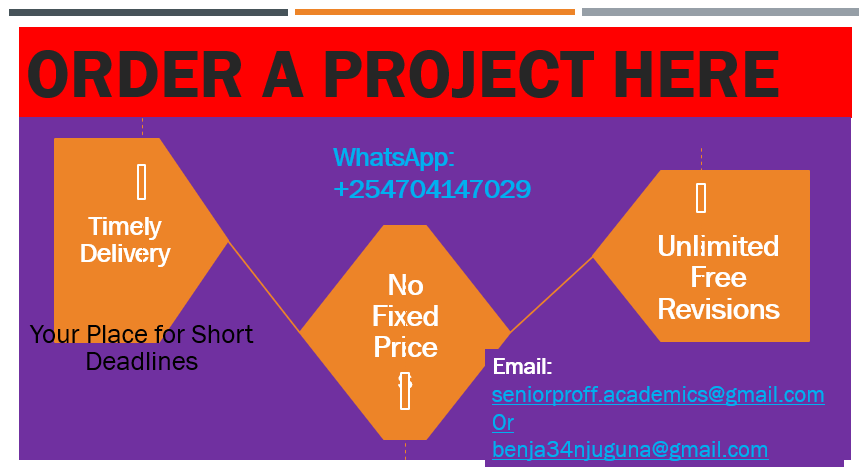 ORDER A PROJECT HERE
WhatsApp:
+254704147029
Timely
Delivery
Your Place for Short
Deadlines
No
Fixed
Price
s
Unlimited
Free
Revisions
Email:
seniorproff.academics@gmail.com
Or
benja34njuguna@gmail.com